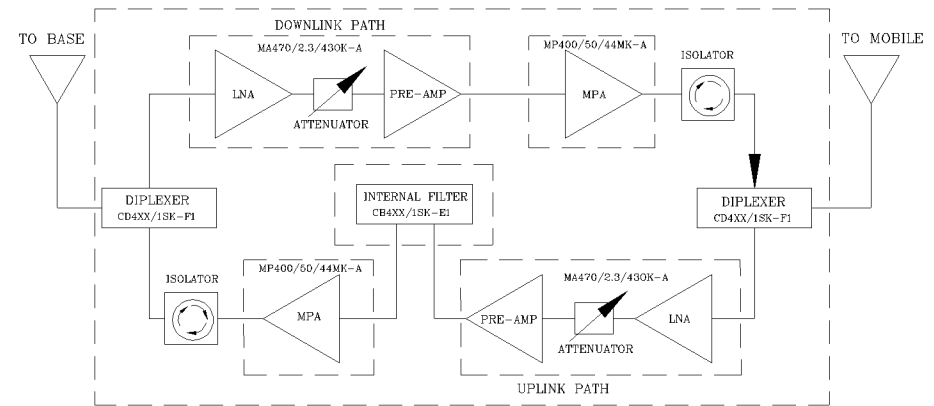 DOWNLINK PATH
TO BASE
TO MOBILE
MA470/2.3/430K-A
MP400/50/44MK-A
ISOLATOR
LNA
PRE-AMP
MPA
ATTENUATOR
DIPLEXER
CD4XX/1SK-F1
INTERNAL FILTER
CB4XX/1SK-E1
DIPLEXER
CD4XX/1SK-F1
ISOLATOR
MP400/50/44MK-A
MA470/2.3/430K-A
MPA
PRE-AMP
LNA
ATTENUATOR
UPLINK PATH